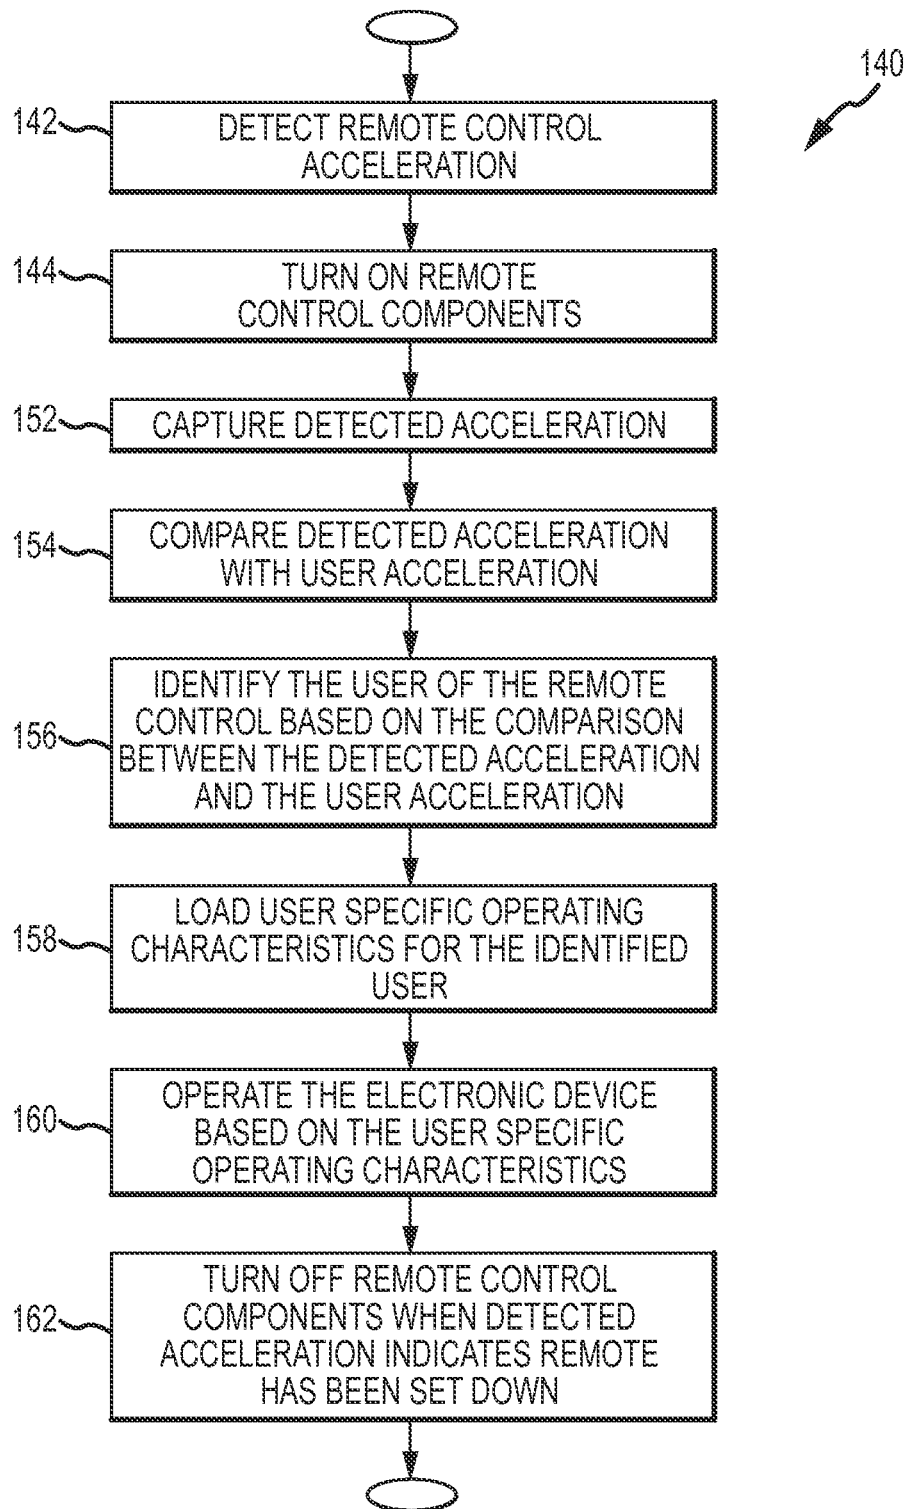 140
142
DETECT REMOTE CONTROL
ACCELERATION
144
TURN ON REMOTE
CONTROL COMPONENTS
152
CAPTURE DETECTED ACCELERATION
154
COMPARE DETECTED ACCELERATION
WITH USER ACCELERATION
156
IDENTIFY THE USER OF THE REMOTE
CONTROL BASED ON THE COMPARISON
BETWEEN THE DETECTED ACCELERATION
AND THE USER ACCELERATION
158
LOAD USER SPECIFIC OPERATING
CHARACTERISTICS FOR THE IDENTIFIED
USER
160
OPERATE THE ELECTRONIC DEVICE
BASED ON THE USER SPECIFIC
OPERATING CHARACTERISTICS
162
TURN OFF REMOTE CONTROL
COMPONENTS WHEN DETECTED
ACCELERATION INDICATES REMOTE
HAS BEEN SET DOWN